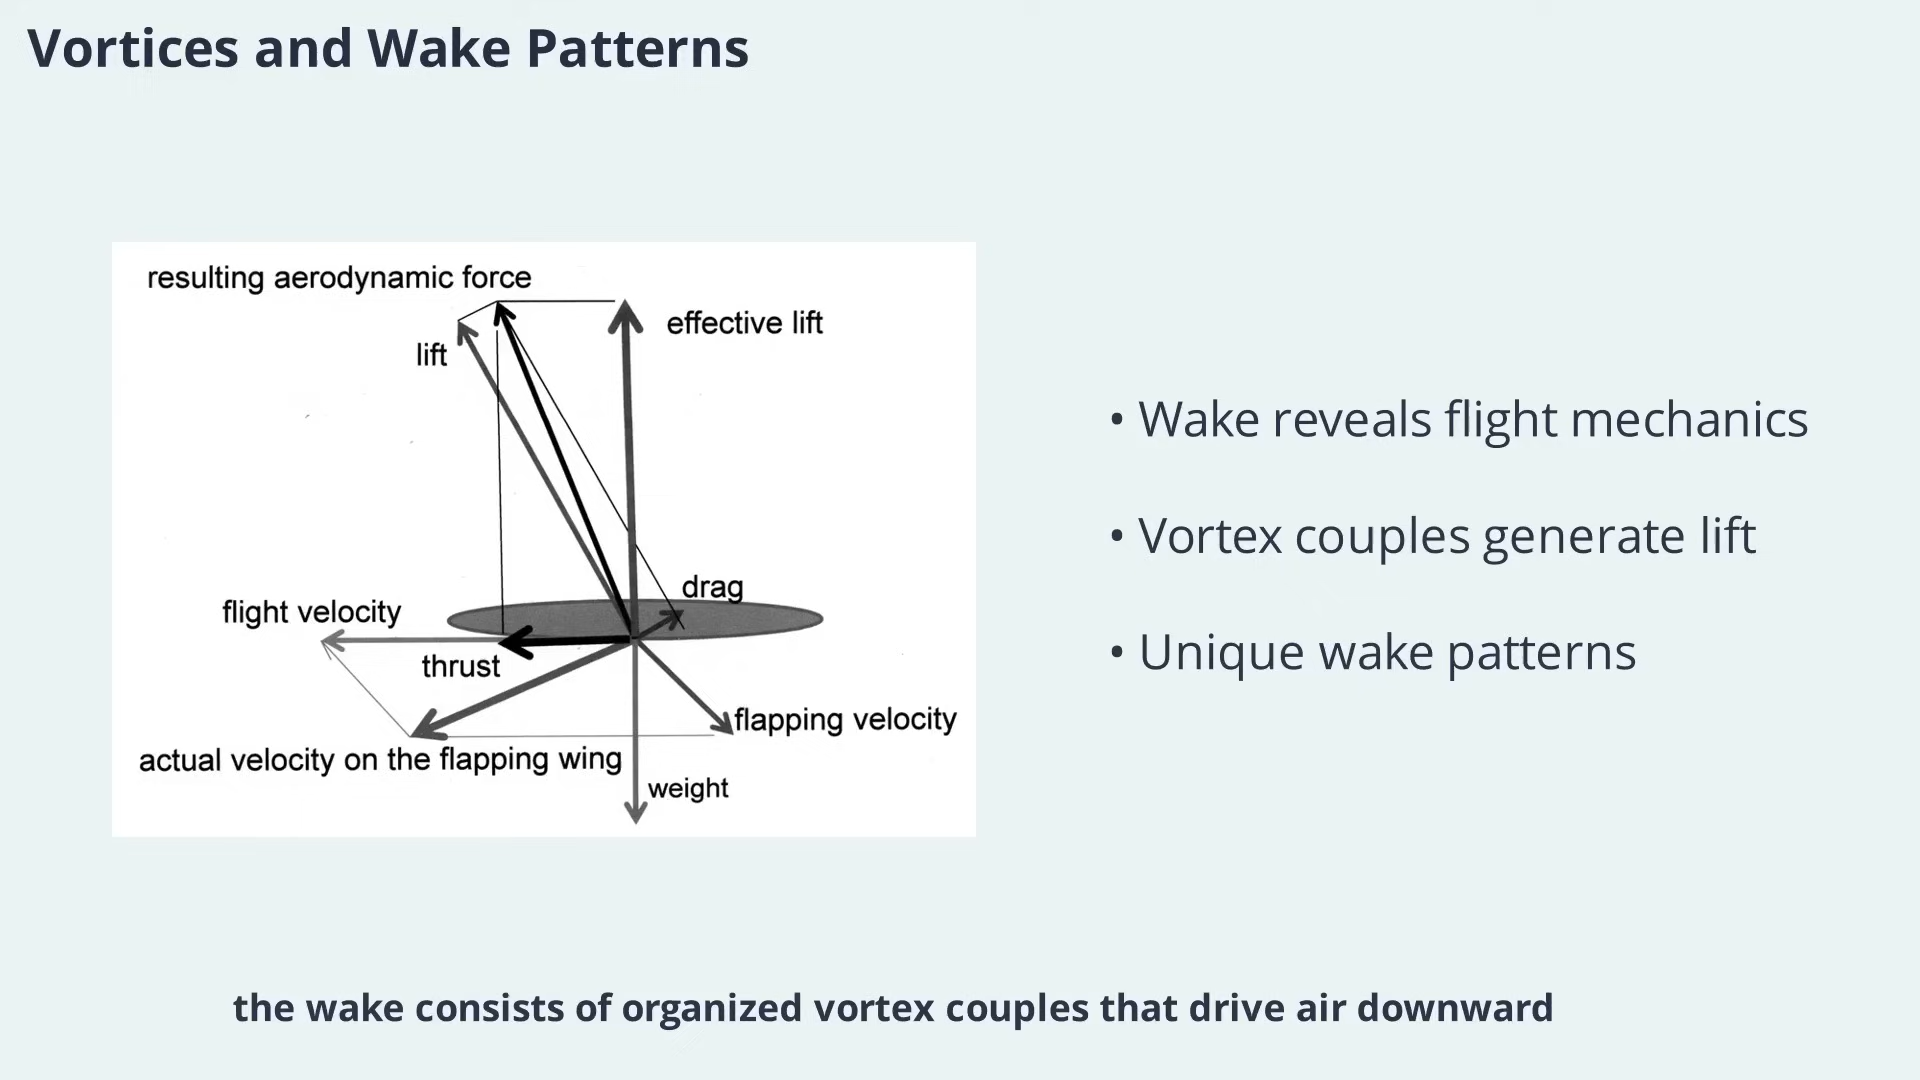 Vortices and Wake Patterns
resulting aerodynamic force
effective lift
lift
drag
flight velocity
thrust
flapping velocity
actual velocity on the flapping wing
weight
• Wake reveals flight mechanics
• Vortex couples generate lift
• Unique wake patterns
the wake consists of organized vortex couples that drive air downward